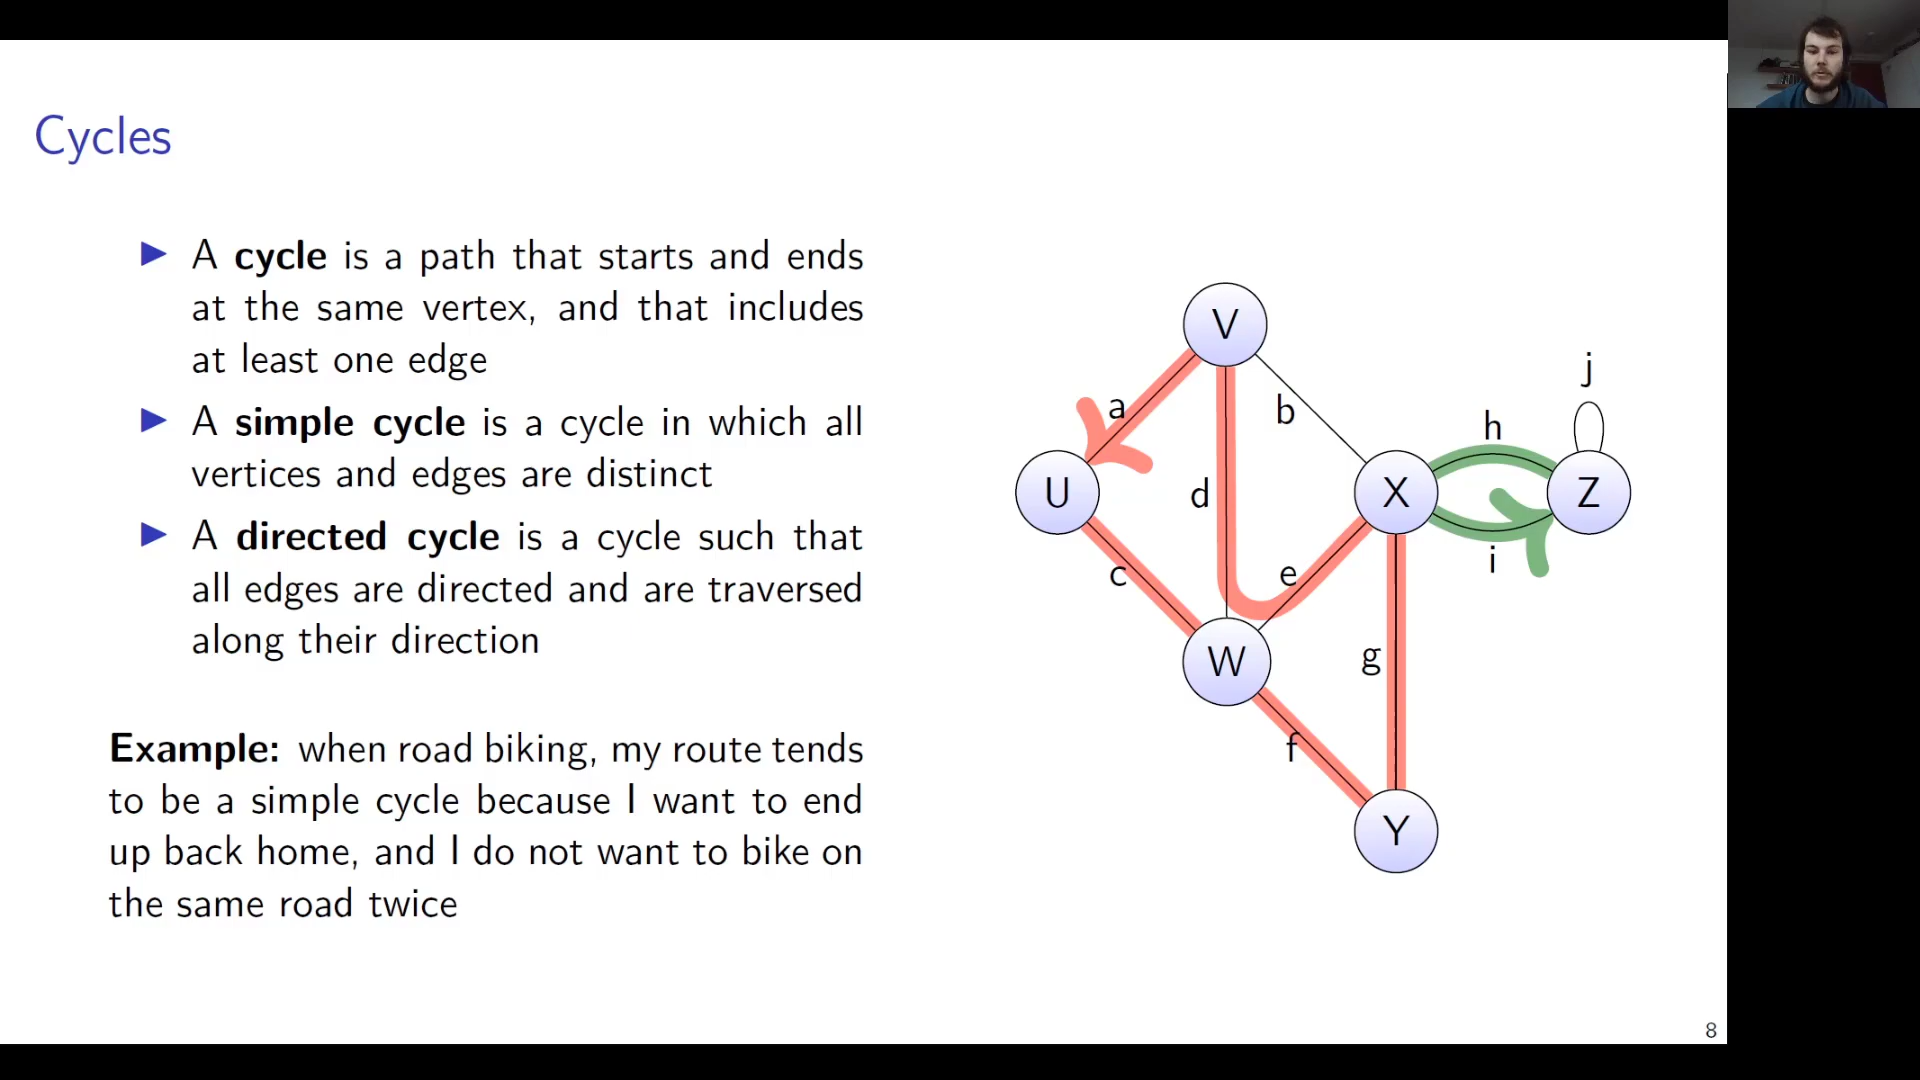 Cycles
▶ A cycle is a path that starts and ends
at the same vertex, and that includes
at least one edge
▶ A simple cycle is a cycle in which all
vertices and edges are distinct
▶ A directed cycle is a cycle such that
all edges are directed and are traversed
along their direction
Example: when road biking, my route tends
to be a simple cycle because I want to end
up back home, and I do not want to bike on
the same road twice
V
j
a
b
h
U
d
X
Z
c
e
i
W
g
f
Y
8